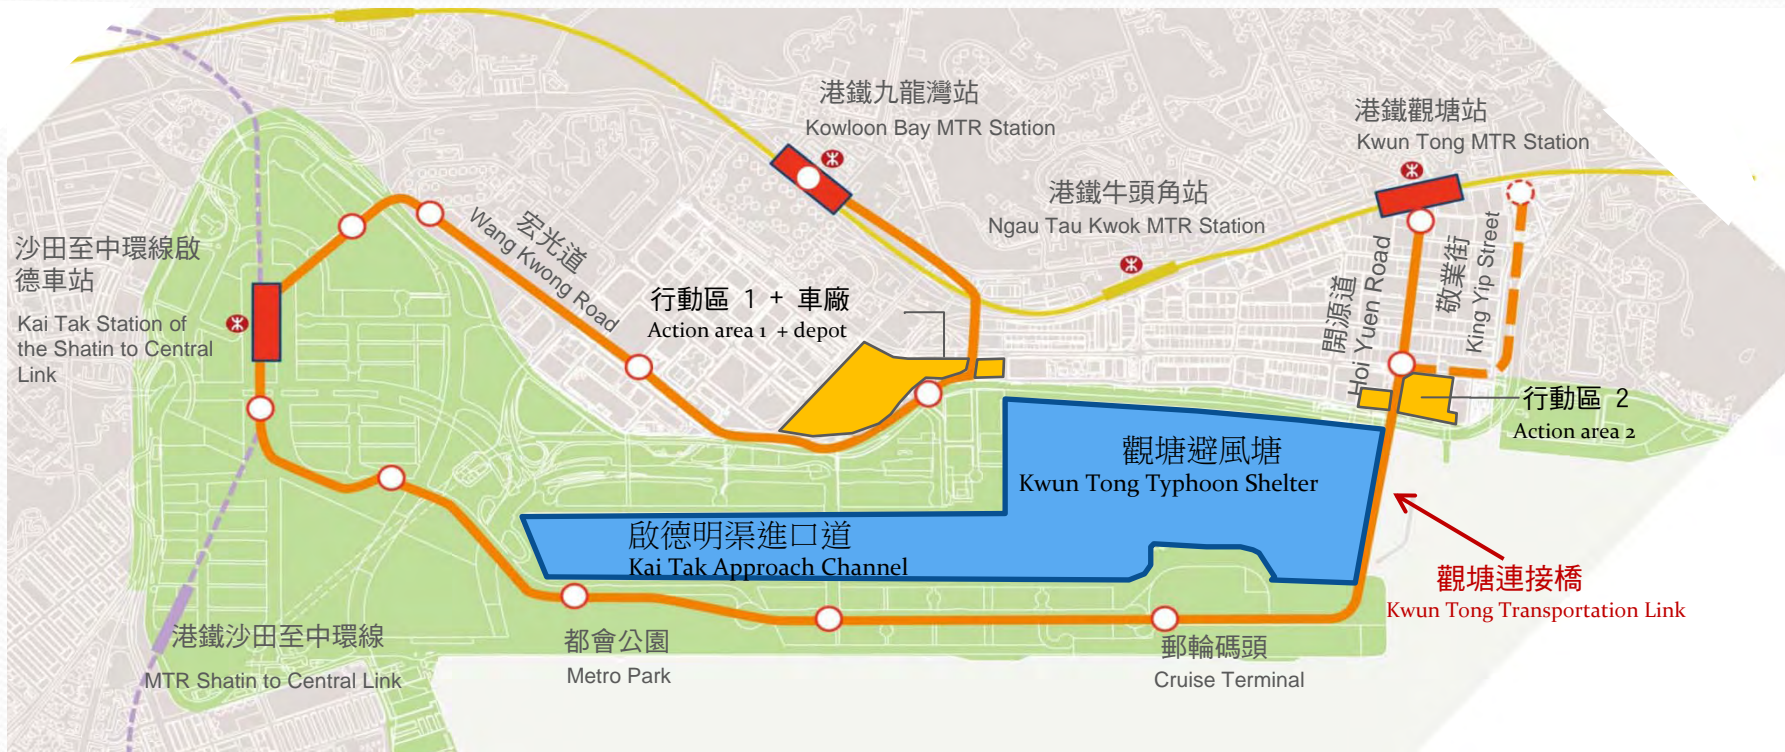 港鐵九龍灣站
Kowloon Bay MTR Station
港鐵觀塘站
Kwun Tong MTR Station
港鐵牛頭角站
Ngau Tau Kwok MTR Station
宏光道
Wang Kwong Road
沙田至中環線啟
德車站
Kai Tak Station of
the Shatin to Central
Link
行動區 1 + 車廠
Action area 1 + depot
開源道
Hoi Yuen Road
敬業街
King Yip Street
行動區 2
Action area 2
觀塘避風塘
Kwun Tong Typhoon Shelter
啟德明渠進口道
Kai Tak Approach Channel
觀塘連接橋
Kwun Tong Transportation Link
港鐵沙田至中環線
MTR Shatin to Central Link
都會公園
Metro Park
郵輪碼頭
Cruise Terminal